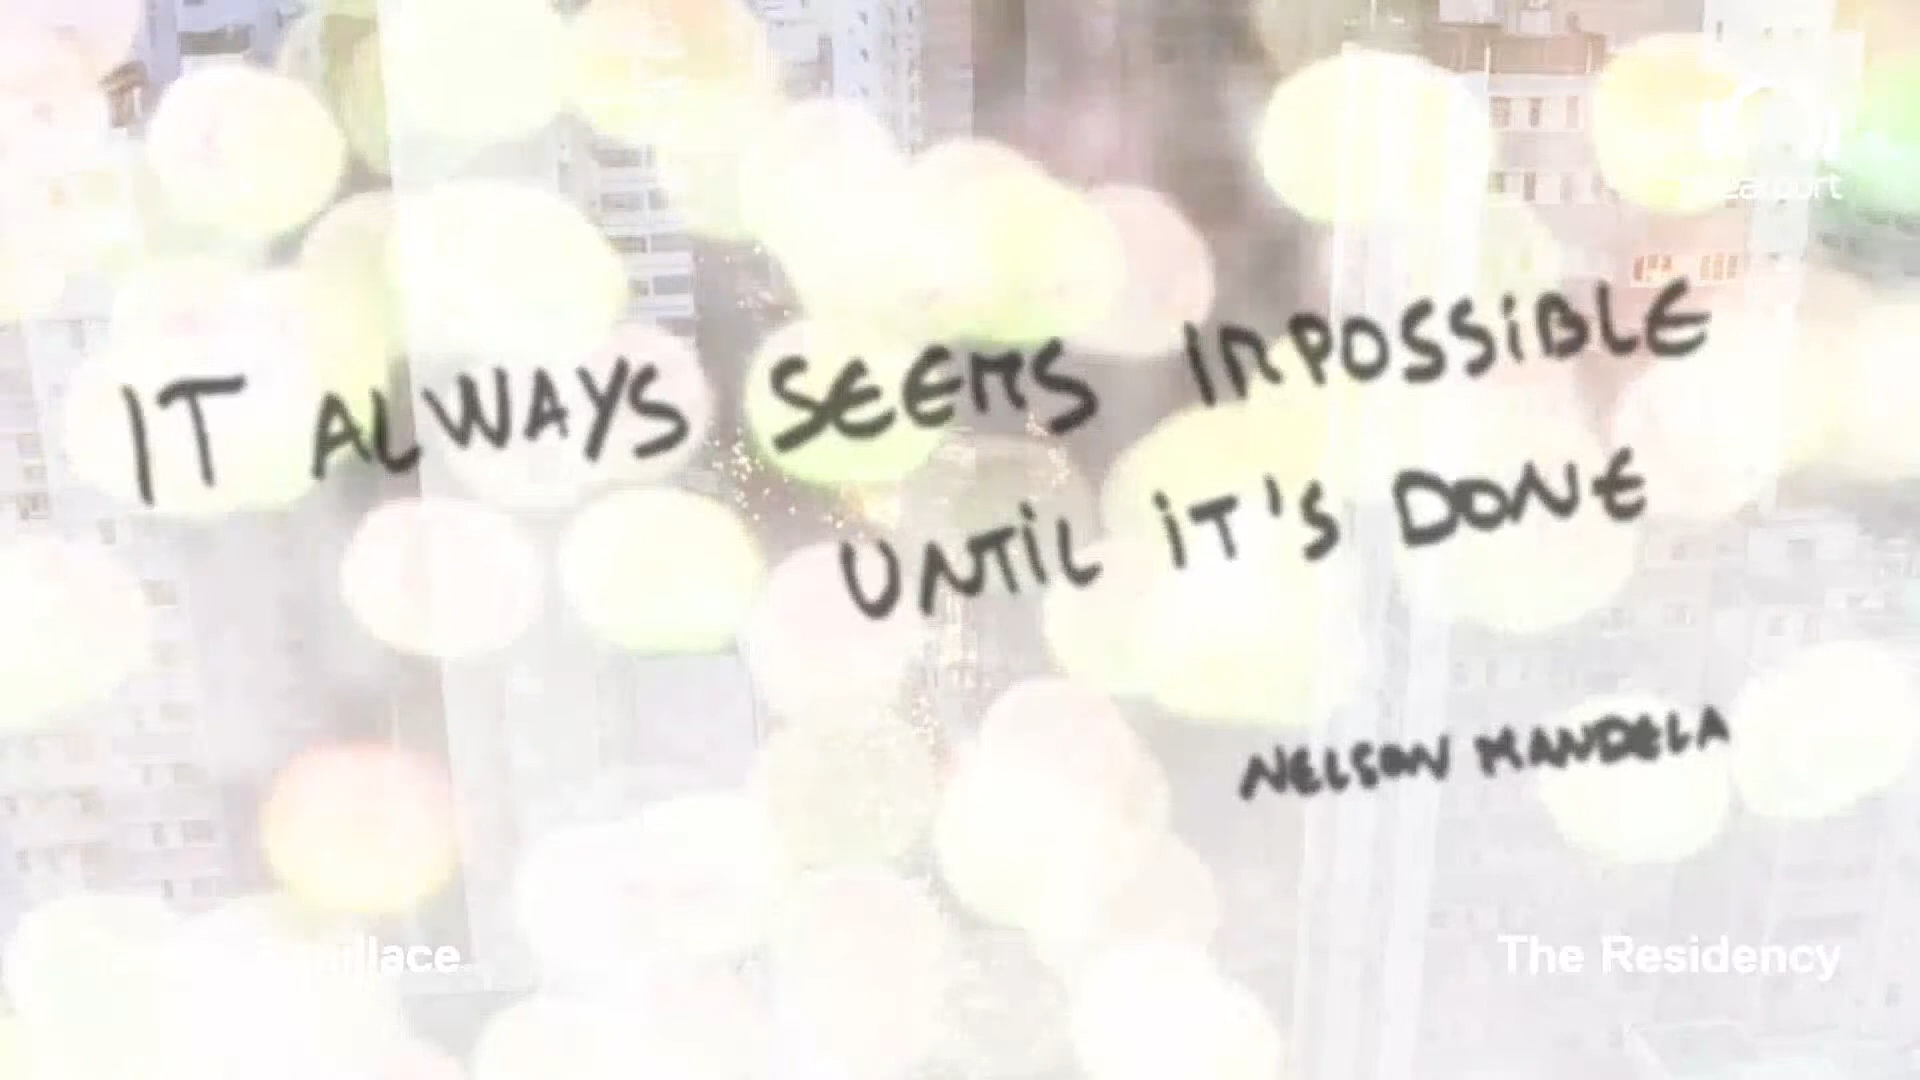 IT ALWAYS SEEMS IMPOSSIBLE
UNTIL IT'S DONE
NELSON MANDELA
The Residency